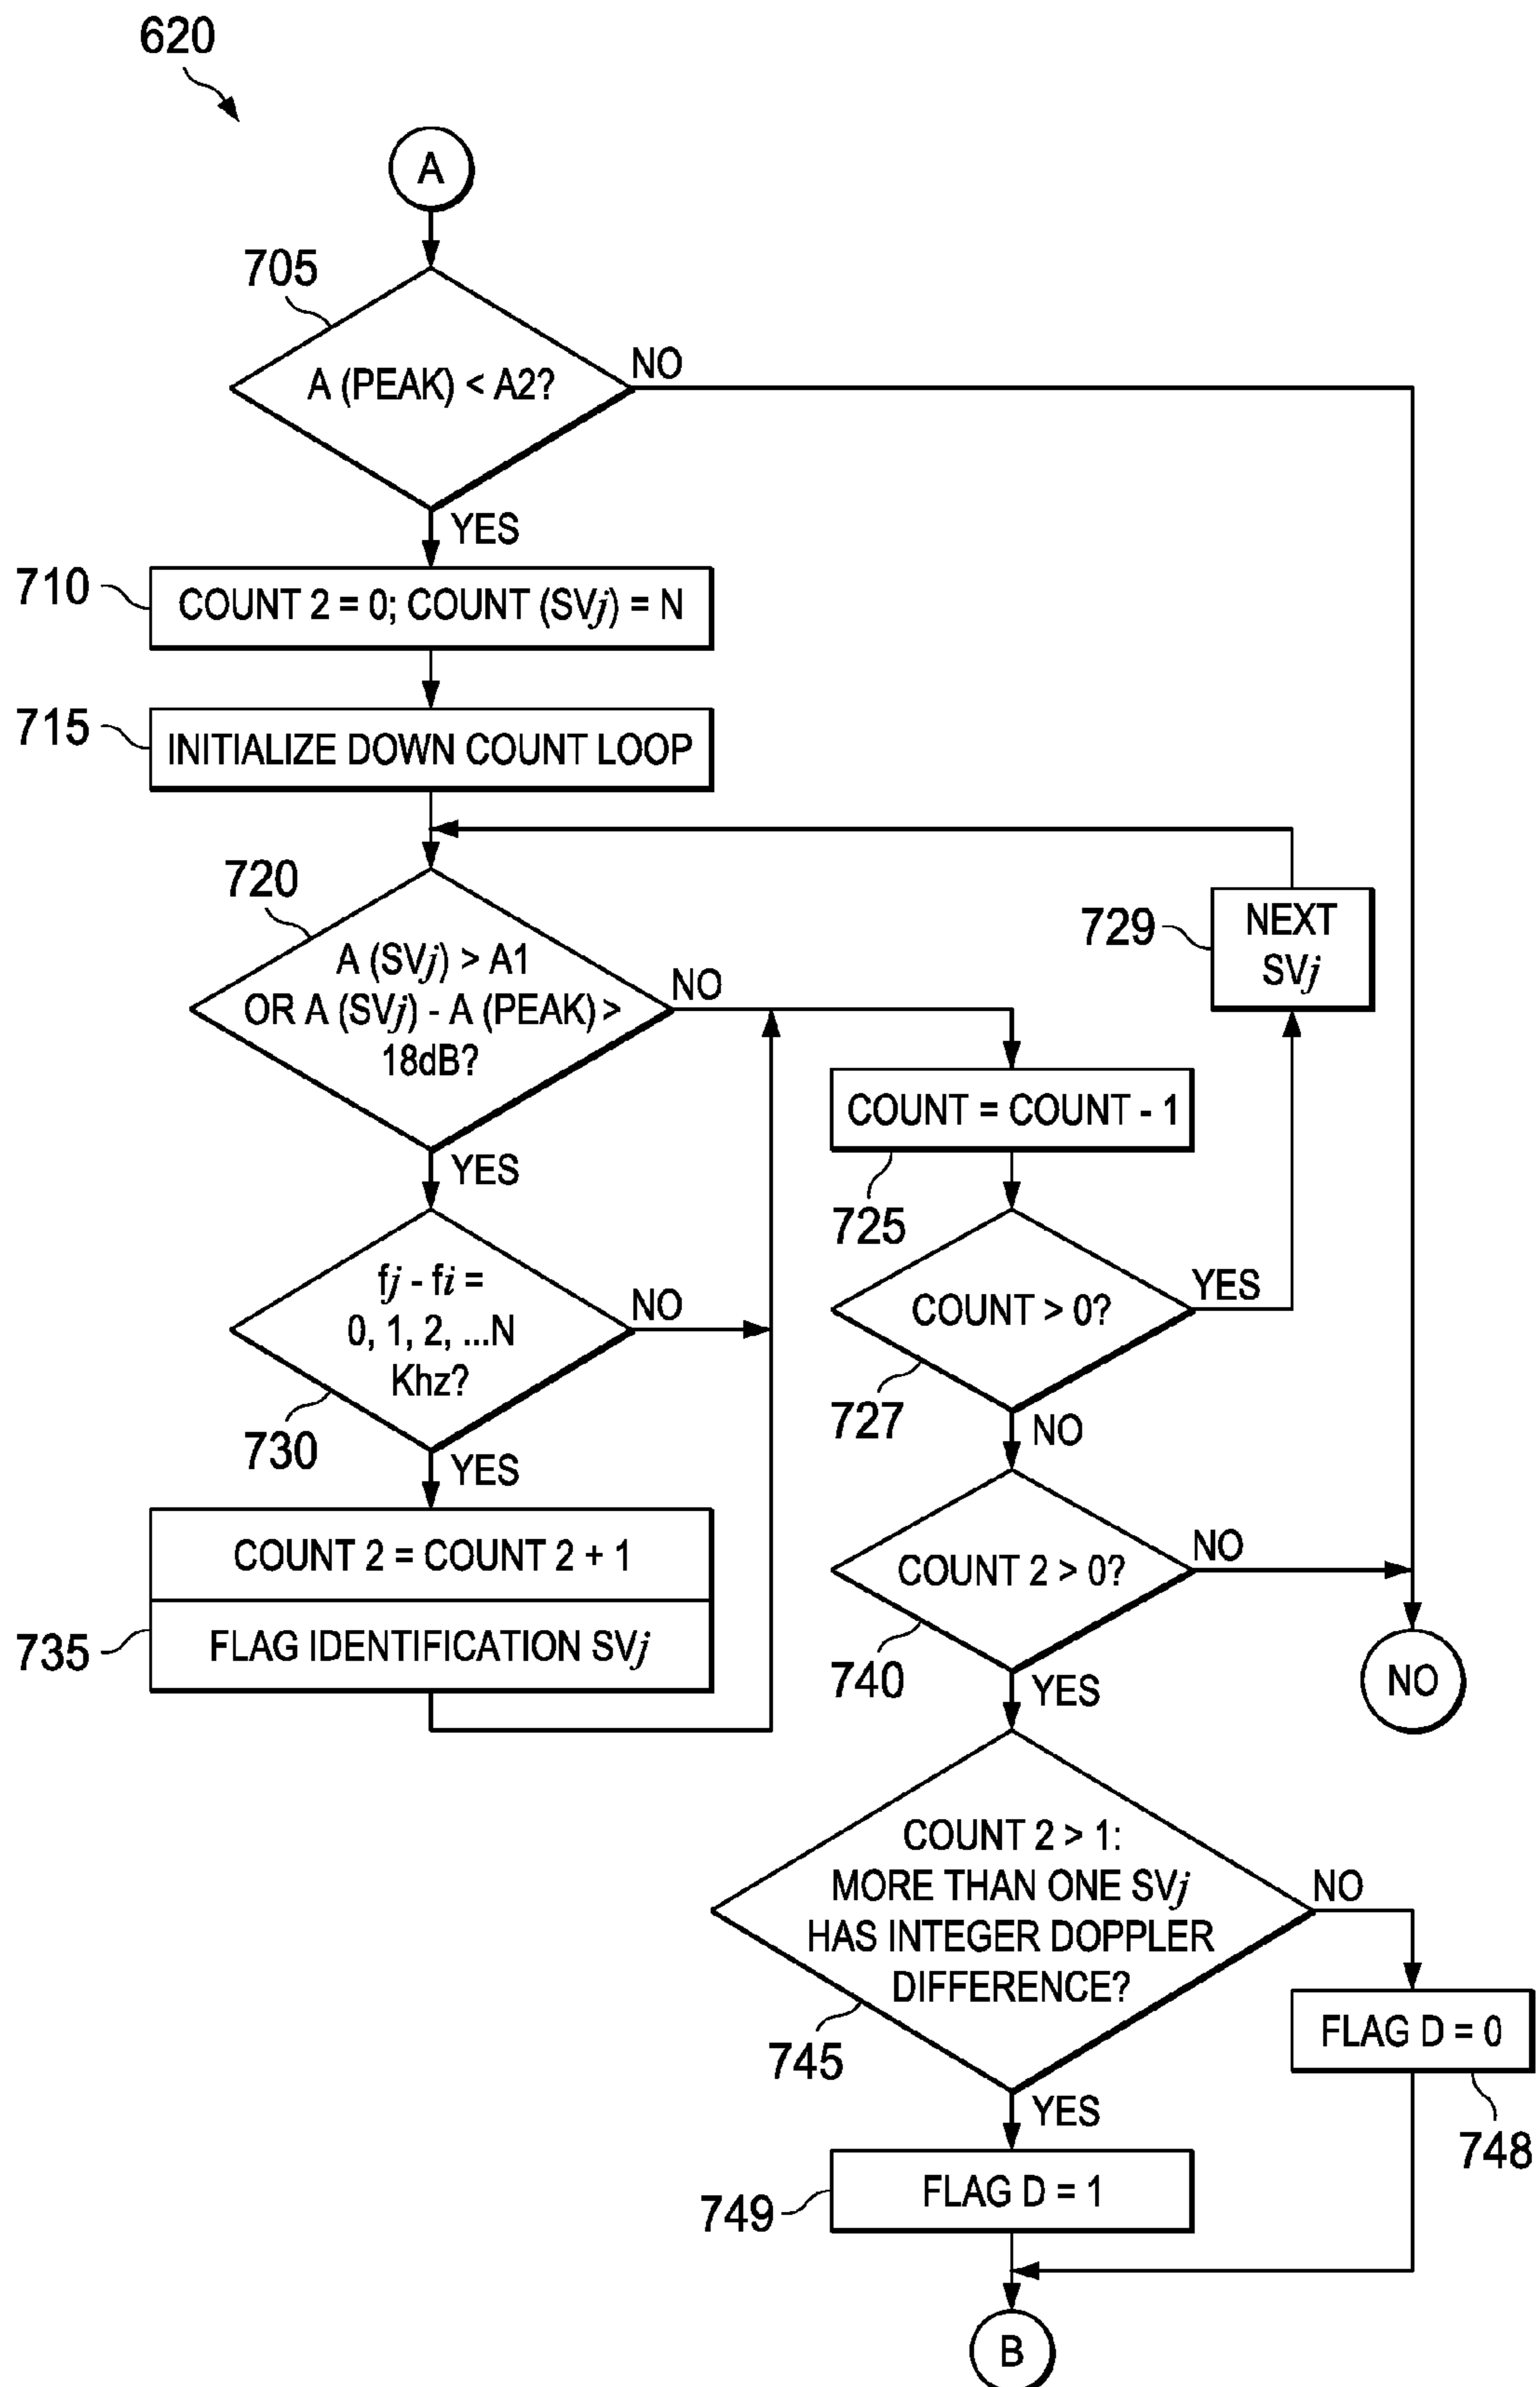 620
A
705
A (PEAK) < A2?
NO
YES
710
COUNT 2 = 0; COUNT (SVj) = N
715
INITIALIZE DOWN COUNT LOOP
720
A (SVj) > A1
OR A (SVj) - A (PEAK) >
18dB?
NO
YES
729
NEXT
SVj
COUNT = COUNT - 1
725
fj - fi =
0, 1, 2, ...N
Khz?
NO
730
YES
COUNT > 0?
YES
727
NO
COUNT 2 = COUNT 2 + 1
FLAG IDENTIFICATION SVj
735
COUNT 2 > 0?
NO
740
YES
NO
COUNT 2 > 1:
MORE THAN ONE SVj
HAS INTEGER DOPPLER
DIFFERENCE?
NO
745
YES
FLAG D = 0
748
749
FLAG D = 1
B